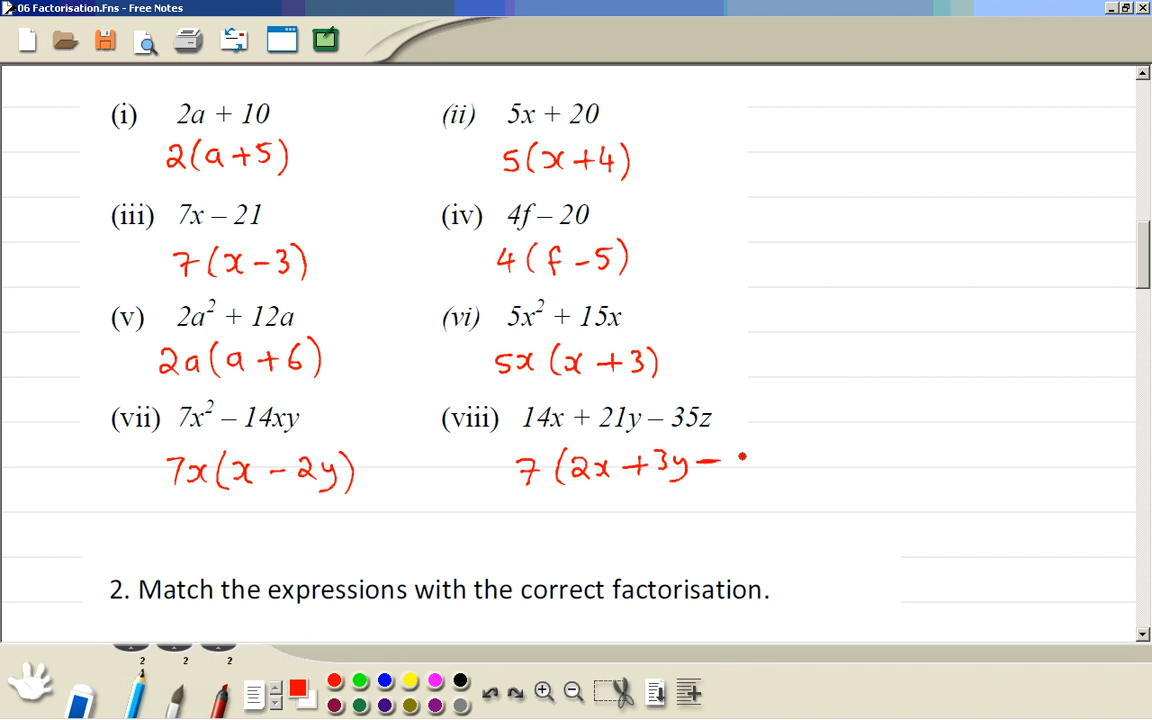 06 Factorisation.Fns - Free Notes
(i) 2a + 10 (ii) 5x + 20
2(a+5) 5(x+4)
(iii) 7x – 21 (iv) 4f – 20
7(x-3) 4(f-5)
(v) 2a² + 12a (vi) 5x² + 15x
2a(a+6) 5x(x+3)
(vii) 7x² – 14xy (viii) 14x + 21y – 35z
7x(x-2y) 7(2x+3y-
2. Match the expressions with the correct factorisation.
2 2 2